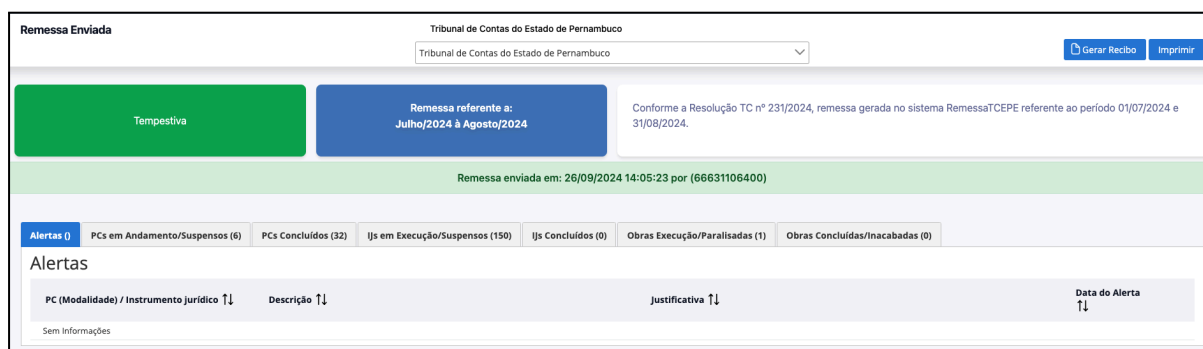 Remessa Enviada
Tribunal de Contas do Estado de Pernambuco
Tribunal de Contas do Estado de Pernambuco
Gerar Recibo
Imprimir
Tempestiva
Remessa referente a:
Julho/2024 à Agosto/2024
Conforme a Resolução TC nº 231/2024, remessa gerada no sistema RemessaTCEPE referente ao período 01/07/2024 e
31/08/2024.
Remessa enviada em: 26/09/2024 14:05:23 por (66631106400)
Alertas () PCs em Andamento/Suspensos (6) PCs Concluídos (32) IJs em Execução/Suspensos (150) IJs Concluídos (0) Obras Execução/Paralisadas (1) Obras Concluídas/Inacabadas (0)
Alertas
PC (Modalidade) / Instrumento jurídico ↑↓ Descrição ↑↓ Justificativa ↑↓ Data do Alerta ↑↓
Sem Informações